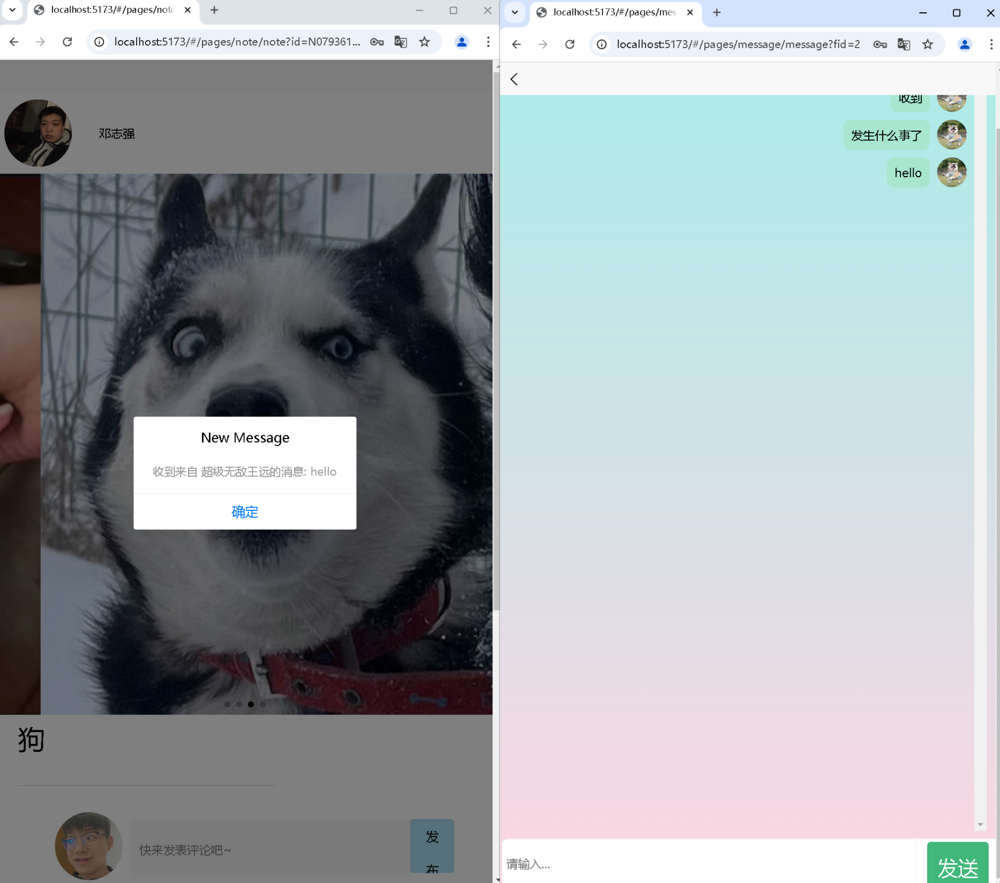 localhost:5173/#/pages/note
localhost:5173/#/pages/note/note?id=N079361...
邓志强
New Message
收到来自 超级无敌王远的消息: hello
确定
狗
快来发表评论吧~
发
布
localhost:5173/#/pages/mes
localhost:5173/#/pages/message/message?fid=2
收到
发生什么事了
hello
请输入...
发送